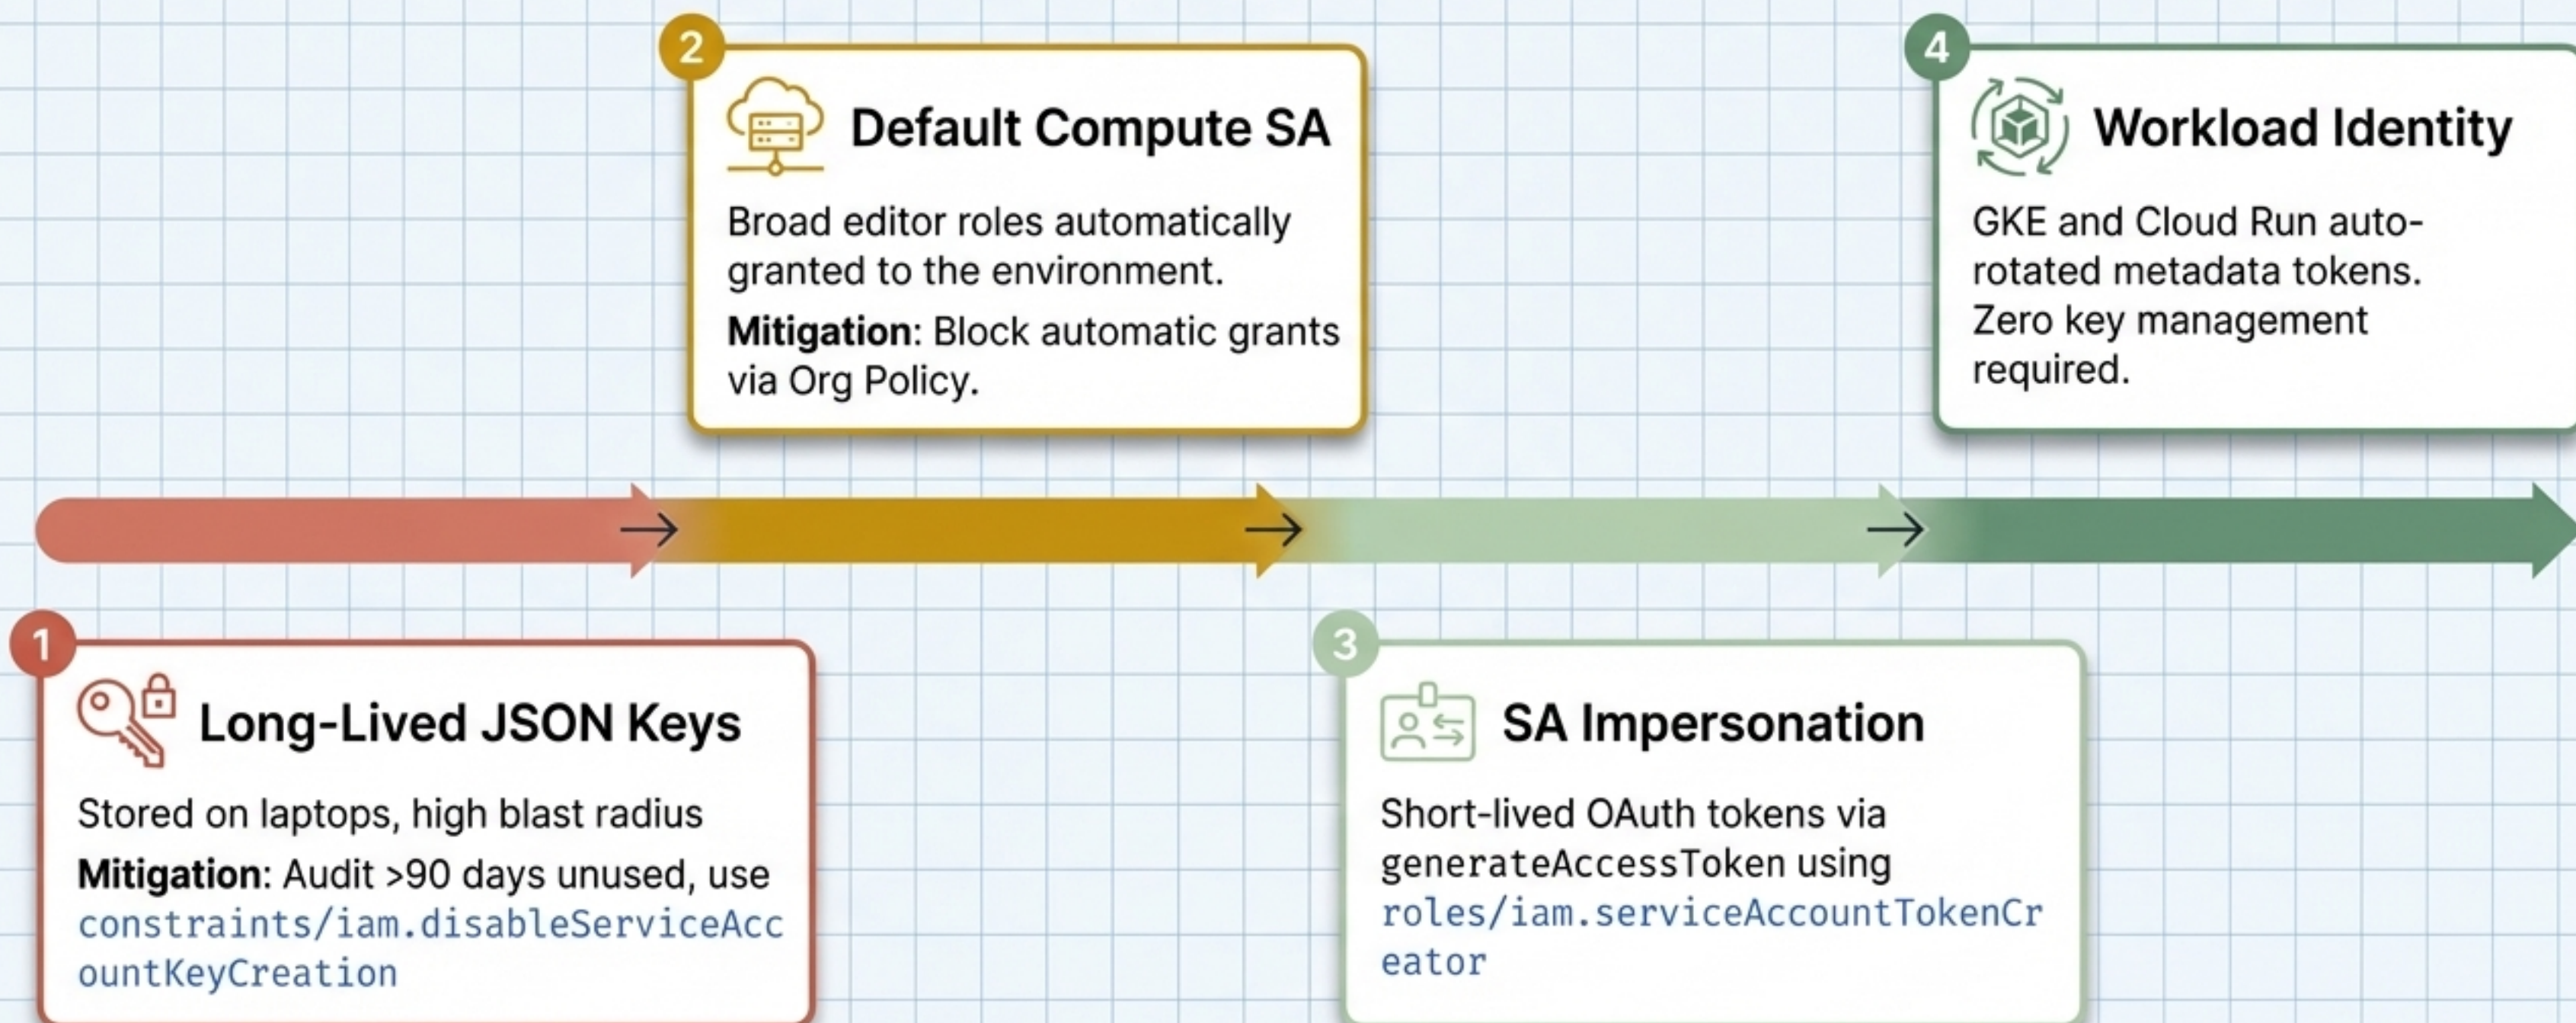 1
Long-Lived JSON Keys
Stored on laptops, high blast radius
Mitigation: Audit >90 days unused, use
constraints/iam.disableServiceAcc
ountKeyCreation
2
Default Compute SA
Broad editor roles automatically
granted to the environment.
Mitigation: Block automatic grants
via Org Policy.
3
SA Impersonation
Short-lived OAuth tokens via
generateAccessToken using
roles/iam.serviceAccountTokenCr
eator
4
Workload Identity
GKE and Cloud Run auto-
rotated metadata tokens.
Zero key management
required.